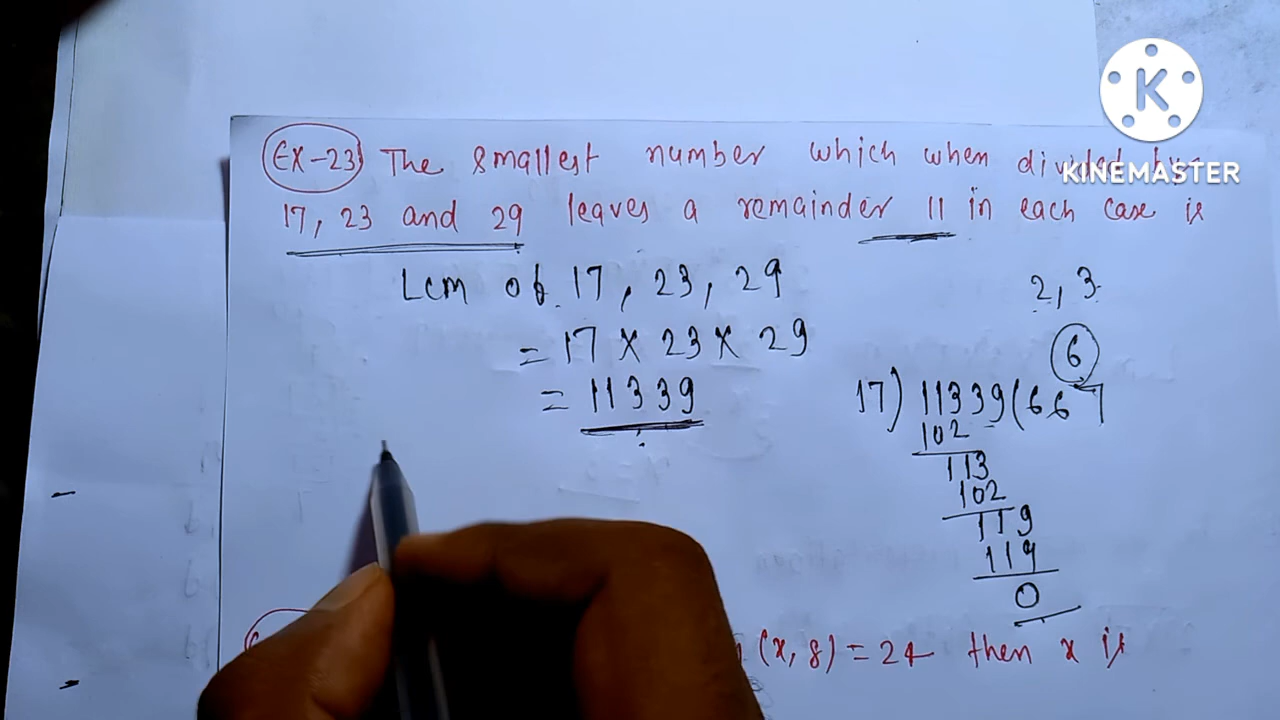 K
KINEMASTER
EX-23 The smallest number which when divided by
17, 23 and 29 leaves a remainder 11 in each case is
Lcm of 17, 23, 29
= 17 X 23 X 29
= 11339
2, 3
6
17) 11339 (667
102
113
102
119
119
0
(x, 8) = 24 then x is